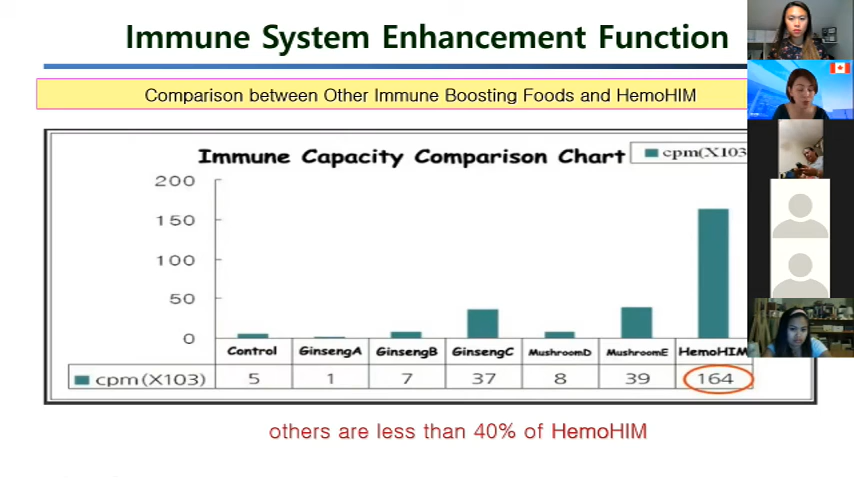 Immune System Enhancement Function
Comparison between Other Immune Boosting Foods and HemoHIM
Immune Capacity Comparison Chart
cpm(X103
200
150
100
50
0
Control GinsengA GinsengB GinsengC MushroomD MushroomE HemoHIM
cpm(X103) 5 1 7 37 8 39 164
others are less than 40% of HemoHIM